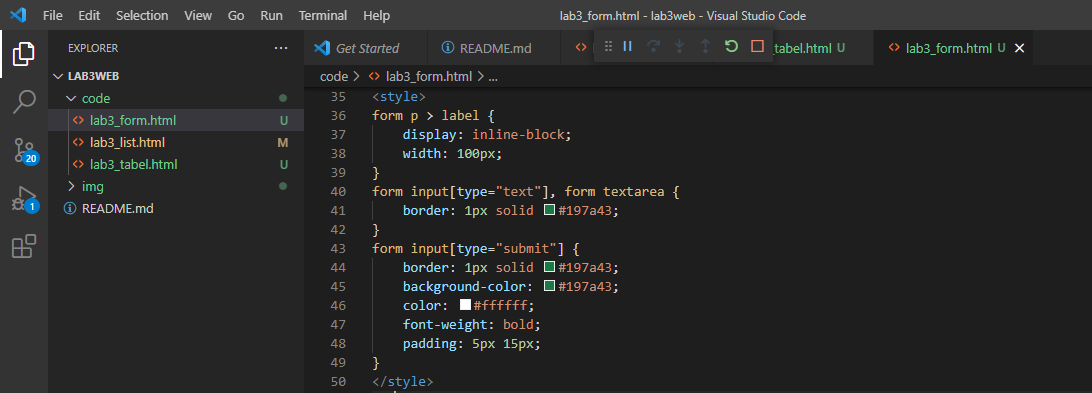 File Edit Selection View Go Run Terminal Help lab3_form.html - lab3web - Visual Studio Code
EXPLORER ...
Get Started README.md tabel.html U lab3_form.html U
LAB3WEB
code
lab3_form.html U
lab3_list.html M
lab3_tabel.html U
img
README.md
20
1
code > lab3_form.html > ...
35 <style>
36 form p > label {
37 display: inline-block;
38 width: 100px;
39 }
40 form input[type="text"], form textarea {
41 border: 1px solid #197a43;
42 }
43 form input[type="submit"] {
44 border: 1px solid #197a43;
45 background-color: #197a43;
46 color: #ffffff;
47 font-weight: bold;
48 padding: 5px 15px;
49 }
50 </style>